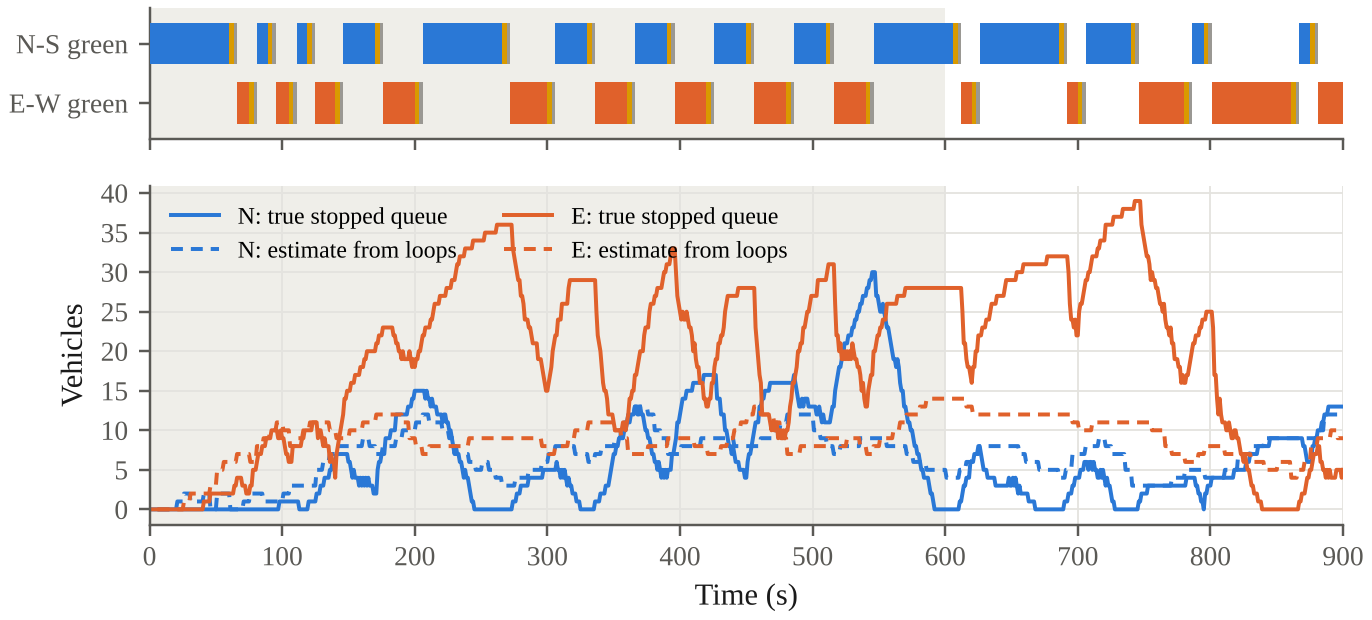 N-S green
E-W green
40
35
30
25
20
15
10
5
0
Vehicles
N: true stopped queue E: true stopped queue
N: estimate from loops E: estimate from loops
0 100 200 300 400 500 600 700 800 900
Time (s)